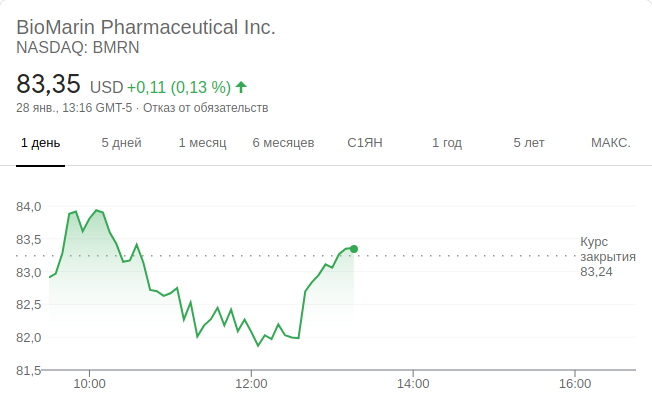 BioMarin Pharmaceutical Inc.
NASDAQ: BMRN
83,35 USD +0,11 (0,13 %)
28 янв., 13:16 GMT-5 · Отказ от обязательств
1 день 5 дней 1 месяц 6 месяцев С1ЯН 1 год 5 лет МАКС.
84,0
83,5
83,0
82,5
82,0
81,5
Курс
закрытия
83,24
10:00 12:00 14:00 16:00